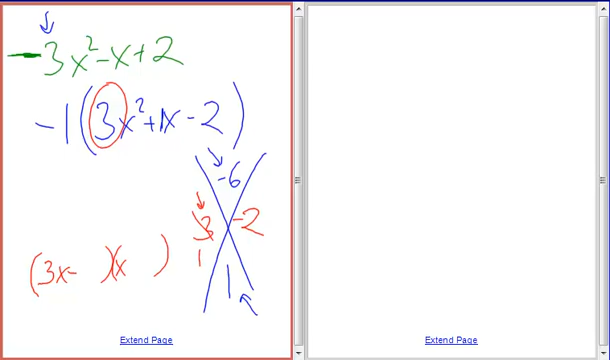 -3x²-x+2
-1(3x²+1x-2)
-6
3 -2
1
1
(3x- )(x )
Extend Page
Extend Page